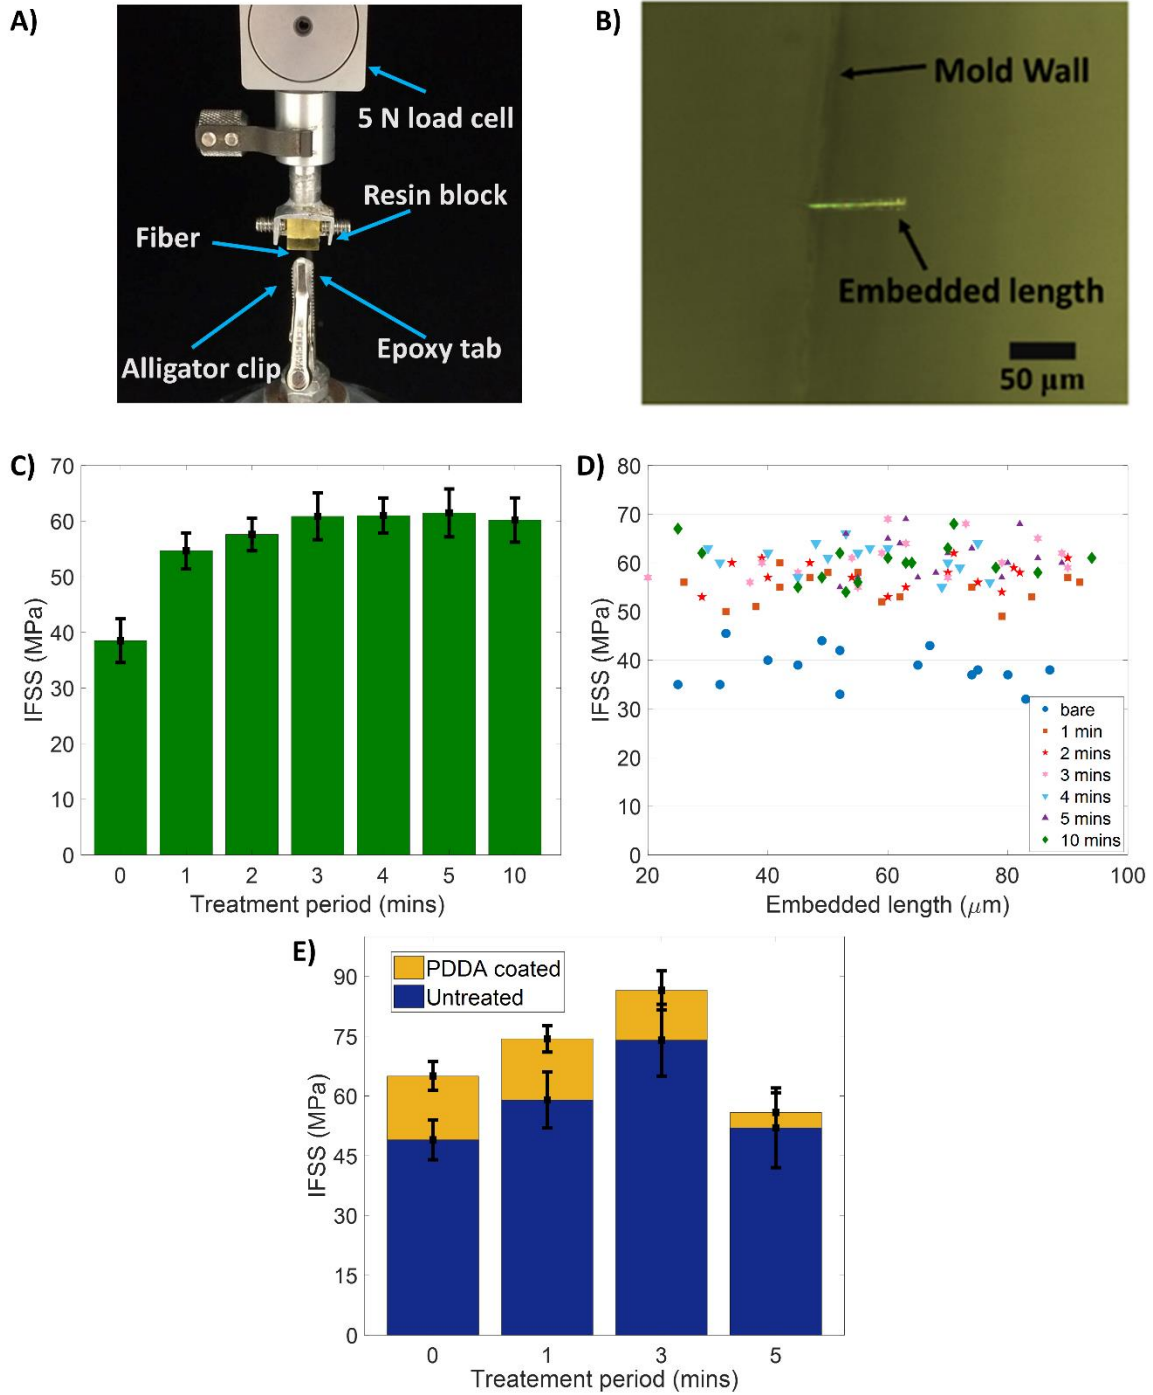 A)
5 N load cell
Resin block
Fiber
Alligator clip
Epoxy tab
B)
Mold Wall
Embedded length
50 μm
C)
70
60
50
40
30
20
10
0
IFSS (MPa)
0 1 2 3 4 5 10
Treatment period (mins)
D)
80
70
60
50
40
30
20
10
0
IFSS (MPa)
bare
1 min
2 mins
3 mins
4 mins
5 mins
10 mins
20 40 60 80 100
Embedded length (μm)
E)
PDDA coated
Untreated
90
75
60
45
30
15
0
IFSS (MPa)
0 1 3 5
Treatement period (mins)